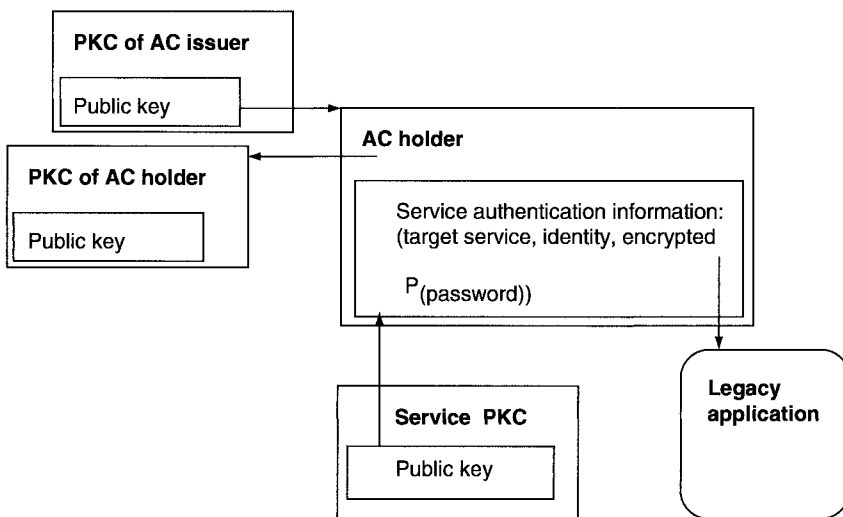 PKC of AC issuer
Public key
AC holder
PKC of AC holder
Public key
Service authentication information:
(target service, identity, encrypted
P(password))
Service PKC
Public key
Legacy
application